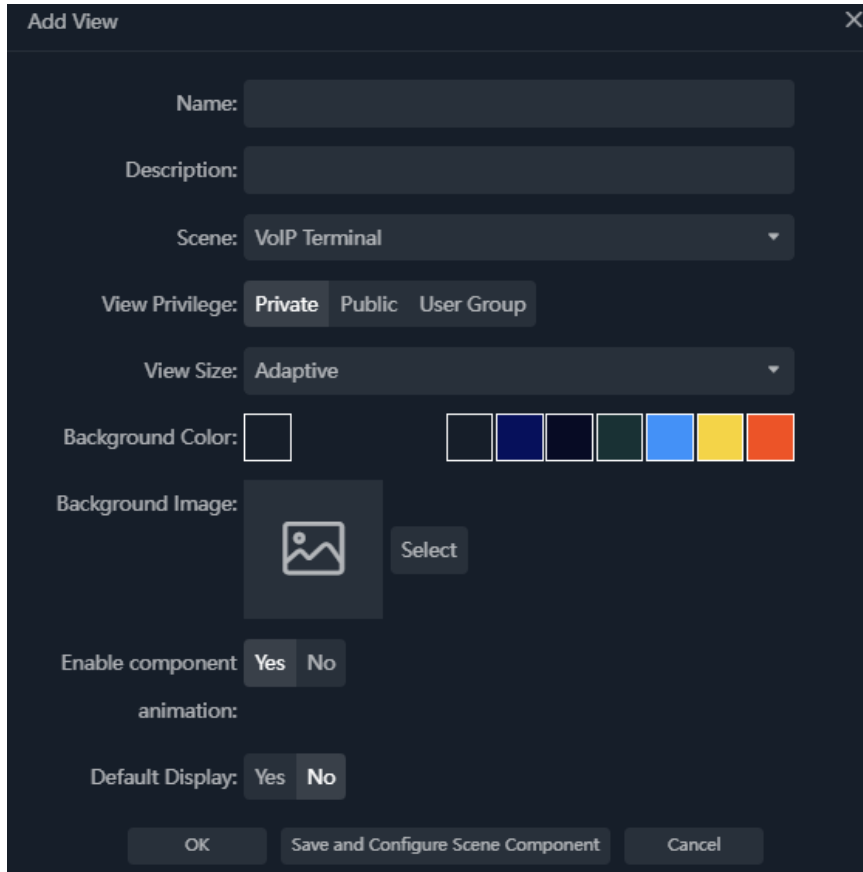 Add View
Name:
Description:
Scene: VoIP Terminal
View Privilege: Private Public User Group
View Size: Adaptive
Background Color:
Background Image:
Select
Enable component Yes No
animation:
Default Display: Yes No
OK Save and Configure Scene Component Cancel